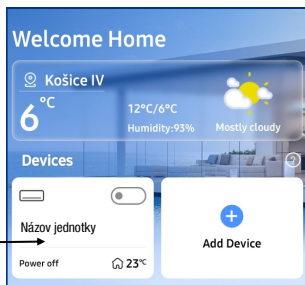 Welcome Home
Košice IV
6°C
12°C/6°C
Humidity:93%
Mostly cloudy
Devices
Názov jednotky
Power off
23°C
Add Device